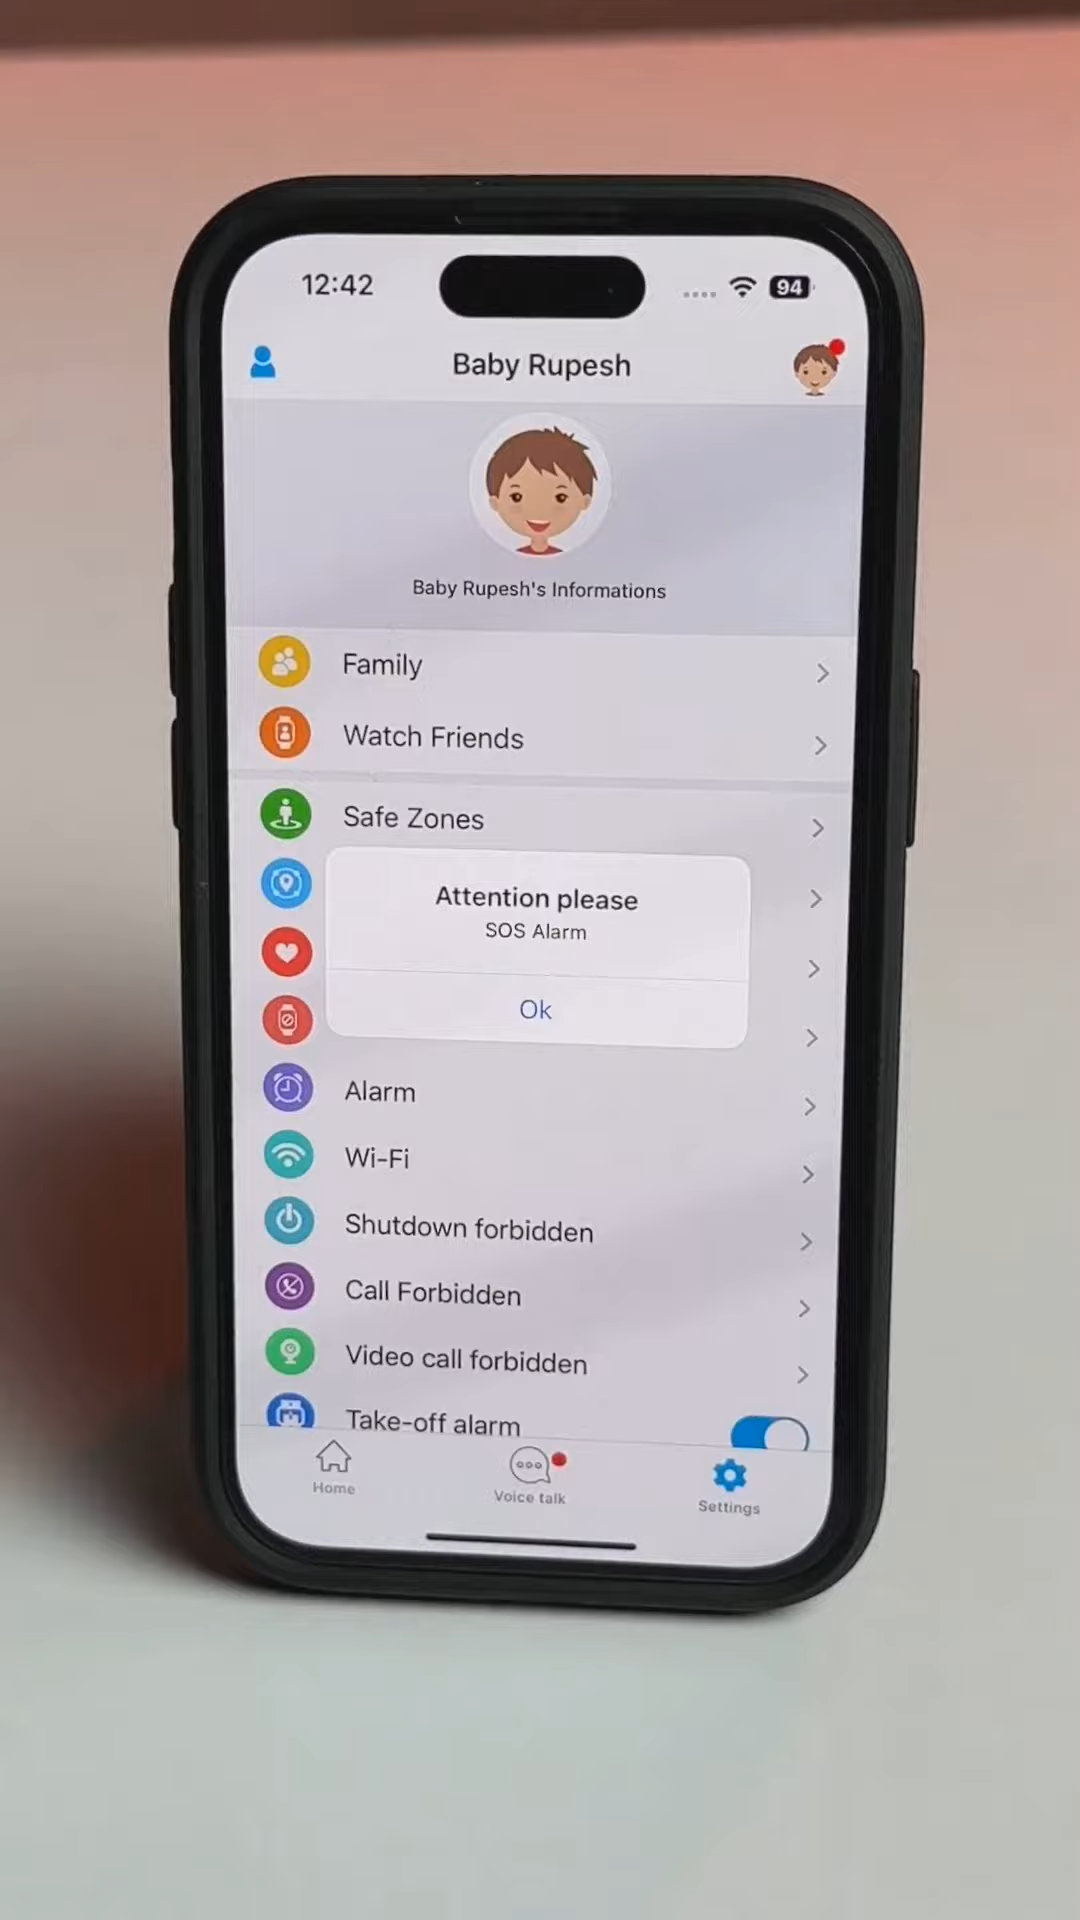 12:42
94
Baby Rupesh
Baby Rupesh's Informations
Family
Watch Friends
Safe Zones
Attention please
SOS Alarm
Ok
Alarm
Wi-Fi
Shutdown forbidden
Call Forbidden
Video call forbidden
Take-off alarm
Home
Voice talk
Settings